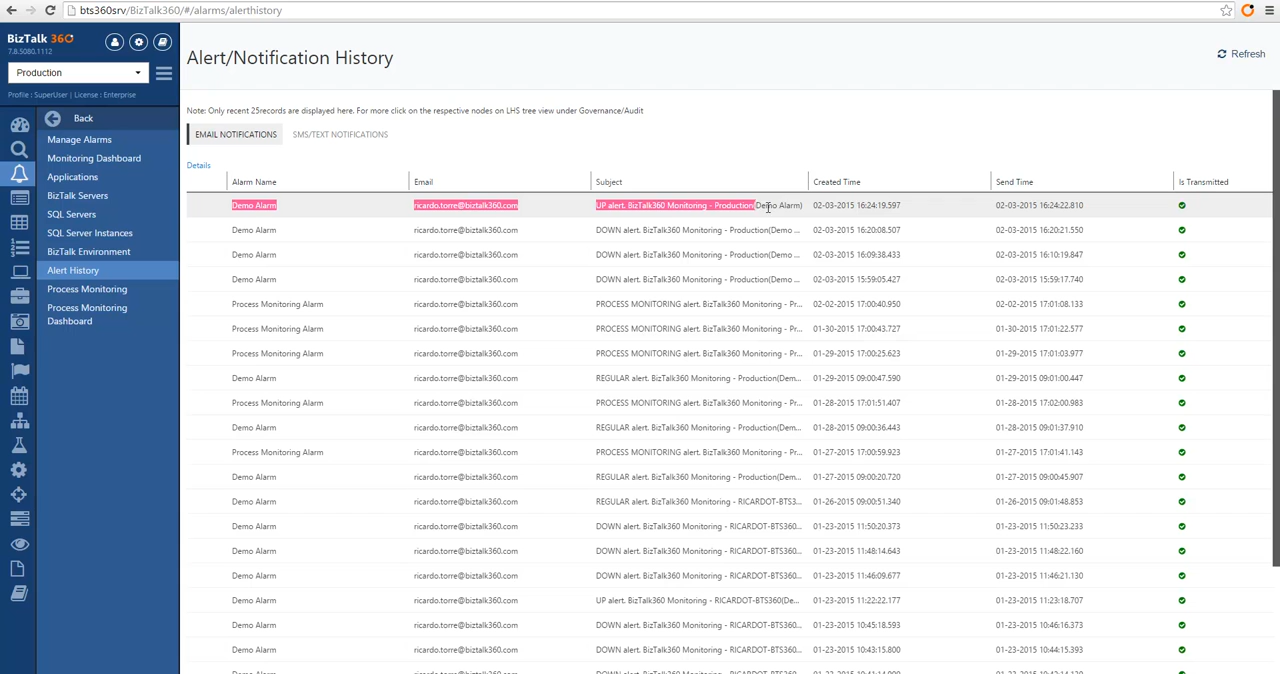 bts360srv/BizTalk360/#/alarms/alerthistory
BizTalk 360
7.8.5080.1112
Production
Profile : SuperUser | License : Enterprise
Back
Manage Alarms
Monitoring Dashboard
Applications
BizTalk Servers
SQL Servers
SQL Server Instances
BizTalk Environment
Alert History
Process Monitoring
Process Monitoring
Dashboard
Alert/Notification History
Refresh
Note: Only recent 25records are displayed here. For more click on the respective nodes on LHS tree view under Governance/Audit
EMAIL NOTIFICATIONS SMS/TEXT NOTIFICATIONS
Details
Alarm Name Email Subject Created Time Send Time Is Transmitted
Demo Alarm ricardo.torre@biztalk360.com UP alert. BizTalk360 Monitoring - Production(Demo Alarm) 02-03-2015 16:24:19.597 02-03-2015 16:24:22.810
Demo Alarm ricardo.torre@biztalk360.com DOWN alert. BizTalk360 Monitoring - Production(Demo ... 02-03-2015 16:20:08.507 02-03-2015 16:20:21.550
Demo Alarm ricardo.torre@biztalk360.com DOWN alert. BizTalk360 Monitoring - Production(Demo ... 02-03-2015 16:09:38.433 02-03-2015 16:10:19.847
Demo Alarm ricardo.torre@biztalk360.com DOWN alert. BizTalk360 Monitoring - Production(Demo ... 02-03-2015 15:59:05.427 02-03-2015 15:59:17.740
Process Monitoring Alarm ricardo.torre@biztalk360.com PROCESS MONITORING alert. BizTalk360 Monitoring - Pr... 02-02-2015 17:00:40.950 02-02-2015 17:01:08.133
Process Monitoring Alarm ricardo.torre@biztalk360.com PROCESS MONITORING alert. BizTalk360 Monitoring - Pr... 01-30-2015 17:00:43.727 01-30-2015 17:01:22.577
Process Monitoring Alarm ricardo.torre@biztalk360.com PROCESS MONITORING alert. BizTalk360 Monitoring - Pr... 01-29-2015 17:00:25.623 01-29-2015 17:01:03.977
Demo Alarm ricardo.torre@biztalk360.com REGULAR alert. BizTalk360 Monitoring - Production(Dem... 01-29-2015 09:00:47.590 01-29-2015 09:01:00.447
Process Monitoring Alarm ricardo.torre@biztalk360.com PROCESS MONITORING alert. BizTalk360 Monitoring - Pr... 01-28-2015 17:01:51.407 01-28-2015 17:02:00.983
Demo Alarm ricardo.torre@biztalk360.com REGULAR alert. BizTalk360 Monitoring - Production(Dem... 01-28-2015 09:00:36.443 01-28-2015 09:01:37.910
Process Monitoring Alarm ricardo.torre@biztalk360.com PROCESS MONITORING alert. BizTalk360 Monitoring - Pr... 01-27-2015 17:00:59.923 01-27-2015 17:01:41.143
Demo Alarm ricardo.torre@biztalk360.com REGULAR alert. BizTalk360 Monitoring - Production(Dem... 01-27-2015 09:00:20.720 01-27-2015 09:00:45.907
Demo Alarm ricardo.torre@biztalk360.com REGULAR alert. BizTalk360 Monitoring - RICARDOT-BTS3... 01-26-2015 09:00:51.340 01-26-2015 09:01:48.853
Demo Alarm ricardo.torre@biztalk360.com DOWN alert. BizTalk360 Monitoring - RICARDOT-BTS360... 01-23-2015 11:50:20.373 01-23-2015 11:50:23.233
Demo Alarm ricardo.torre@biztalk360.com DOWN alert. BizTalk360 Monitoring - RICARDOT-BTS360... 01-23-2015 11:48:14.643 01-23-2015 11:48:22.160
Demo Alarm ricardo.torre@biztalk360.com DOWN alert. BizTalk360 Monitoring - RICARDOT-BTS360... 01-23-2015 11:46:09.677 01-23-2015 11:46:21.130
Demo Alarm ricardo.torre@biztalk360.com UP alert. BizTalk360 Monitoring - RICARDOT-BTS360(De... 01-23-2015 11:22:22.177 01-23-2015 11:23:18.707
Demo Alarm ricardo.torre@biztalk360.com DOWN alert. BizTalk360 Monitoring - RICARDOT-BTS360... 01-23-2015 10:45:18.593 01-23-2015 10:46:16.373
Demo Alarm ricardo.torre@biztalk360.com DOWN alert. BizTalk360 Monitoring - RICARDOT-BTS360... 01-23-2015 10:43:15.800 01-23-2015 10:44:15.393